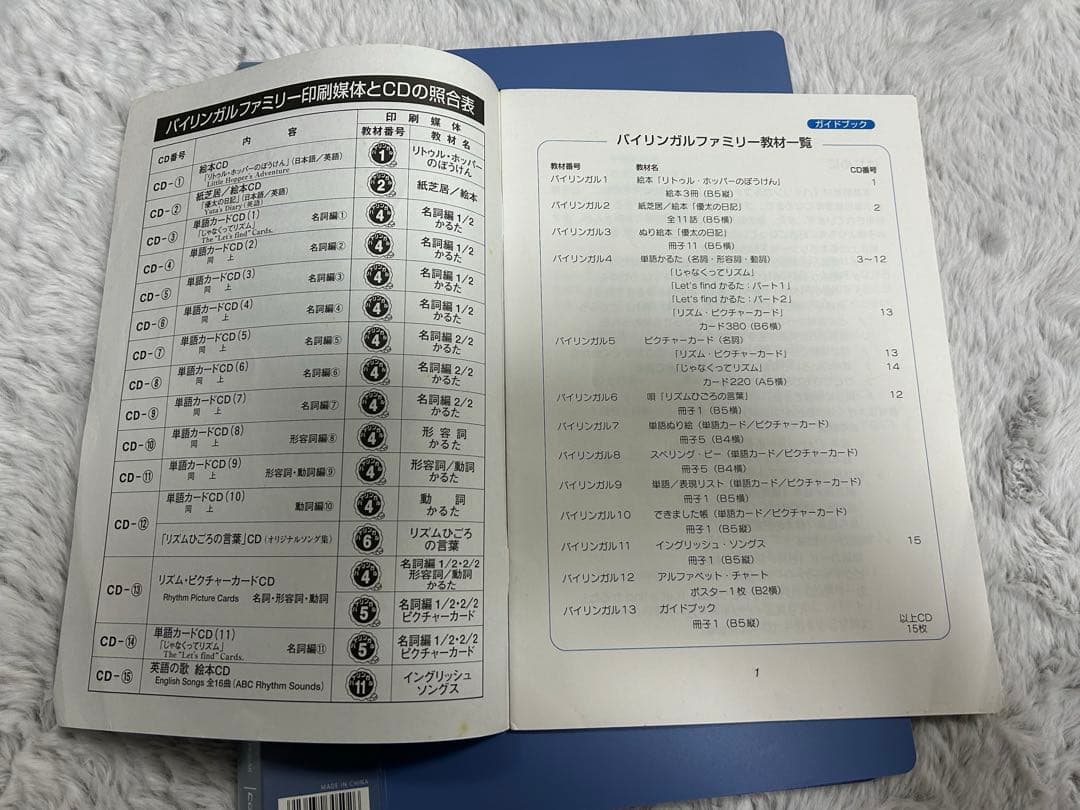 バイリンガルファミリー印刷媒体とCDの照合表
CD番号 内 容 印 刷 媒 体
教材番号 教 材 名
CD-① 絵本CD
「リトゥル・ホッパーのぼうけん」(日本語/英語)
Little Hopper's Adventure
1 リトゥル・ホッパー
のぼうけん
CD-② 紙芝居/絵本CD
「優太の日記」(日本語/英語)
Yuta's Diary(英語)
2 紙芝居/絵本
CD-③ 単語カードCD(1) 名詞編①
「じゃなくってリズム」
The "Let's find" Cards.
4 名詞編 1/2
かるた
CD-④ 単語カードCD(2) 名詞編②
同 上
4 名詞編 1/2
かるた
CD-⑤ 単語カードCD(3) 名詞編③
同 上
4 名詞編 1/2
かるた
CD-⑥ 単語カードCD(4) 名詞編④
同 上
4 名詞編 1/2
かるた
CD-⑦ 単語カードCD(5) 名詞編⑤
同 上
4 名詞編 2/2
かるた
CD-⑧ 単語カードCD(6) 名詞編⑥
同 上
4 名詞編 2/2
かるた
CD-⑨ 単語カードCD(7) 名詞編⑦
同 上
4 名詞編 2/2
かるた
CD-⑩ 単語カードCD(8) 形容詞編⑧
同 上
4 形 容 詞
かるた
CD-⑪ 単語カードCD(9) 形容詞・動詞編⑨
同 上
4 形容詞/動詞
かるた
CD-⑫ 単語カードCD(10) 動詞編⑩
同 上
4 動 詞
かるた
「リズムひごろの言葉」CD(オリジナルソング集)
6 リズムひごろ
の言葉
CD-⑬ リズム・ピクチャーカードCD
Rhythm Picture Cards 名詞・形容詞・動詞
4 名詞編 1/2・2/2
形容詞/動詞
かるた
5 名詞編 1/2・2/2
ピクチャーカード
CD-⑭ 単語カードCD(11) 名詞編⑪
「じゃなくってリズム」
The "Let's find" Cards.
5 名詞編 1/2・2/2
ピクチャーカード
CD-⑮ 英語の歌 絵本CD
English Songs 全16曲(ABC Rhythm Sounds)
11 イングリッシュ
ソングス
ガイドブック
バイリンガルファミリー教材一覧
教材番号 教材名 CD番号
バイリンガル1 絵本「リトゥル・ホッパーのぼうけん」 1
絵本3冊(B5縦)
バイリンガル2 紙芝居/絵本「優太の日記」 2
全11話(B5横)
バイリンガル3 ぬり絵本「優太の日記」
冊子11(B5横)
バイリンガル4 単語かるた(名詞・形容詞・動詞) 3~12
「じゃなくってリズム」
「Let's find かるた:パート1」
「Let's find かるた:パート2」
「リズム・ピクチャーカード」 13
カード380(B6横)
バイリンガル5 ピクチャーカード(名詞)
「リズム・ピクチャーカード」 13
「じゃなくってリズム」 14
カード220(A5横)
バイリンガル6 唄「リズムひごろの言葉」 12
冊子1(B5横)
バイリンガル7 単語ぬり絵(単語カード/ピクチャーカード)
冊子5(B4横)
バイリンガル8 スペリング・ビー(単語カード/ピクチャーカード)
冊子5(B4横)
バイリンガル9 単語/表現リスト(単語カード/ピクチャーカード)
冊子1(B5縦)
バイリンガル10 できました帳(単語カード/ピクチャーカード)
冊子1(B5縦)
バイリンガル11 イングリッシュ・ソングス 15
冊子1(B5縦)
バイリンガル12 アルファベット・チャート
ポスター1枚(B2横)
バイリンガル13 ガイドブック
冊子1(B5縦)
以上CD
15枚
1
MADE IN CHINA